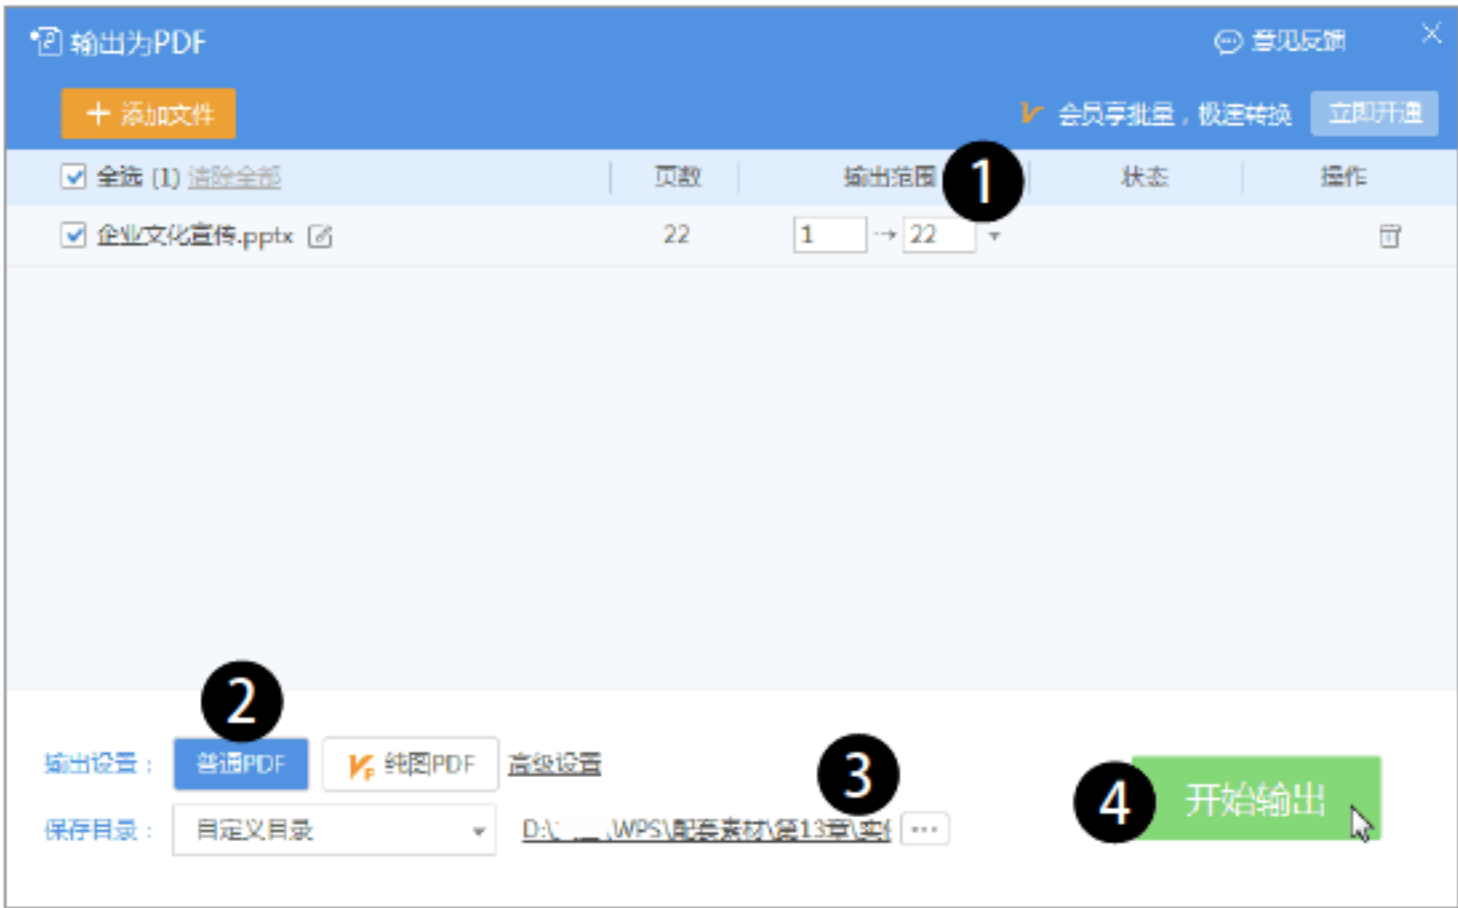 输出为PDF
意见反馈
添加文件
会员享批量，极速转换 立即开通
全选 (1) 清除全部 页数 输出范围 1 状态 操作
企业文化宣传.pptx 22 1 22
2
输出设置： 普通PDF 纯图PDF 高级设置
3
4 开始输出
保存目录： 自定义目录 D:\ \WPS\配套素材\第13章\实 ...